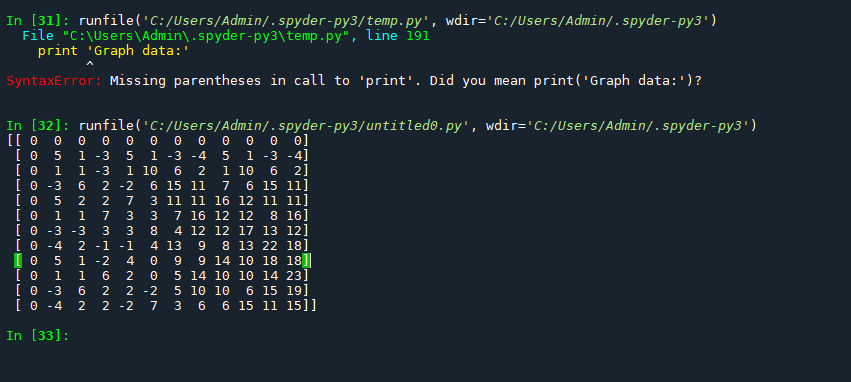 In [31]: runfile('C:/Users/Admin/.spyder-py3/temp.py', wdir='C:/Users/Admin/.spyder-py3')
  File "C:\Users\Admin\.spyder-py3\temp.py", line 191
    print 'Graph data:'
          ^
SyntaxError: Missing parentheses in call to 'print'. Did you mean print('Graph data:')?
In [32]: runfile('C:/Users/Admin/.spyder-py3/untitled0.py', wdir='C:/Users/Admin/.spyder-py3')
[[ 0  0  0  0  0  0  0  0  0  0  0  0]
 [ 0  5  1 -3  5  1 -3 -4  5  1 -3 -4]
 [ 0  1  1 -3  1 10  6  2  1 10  6  2]
 [ 0 -3  6  2 -2  6 15 11  7  6 15 11]
 [ 0  5  2  2  7  3 11 11 16 12 11 11]
 [ 0  1  1  7  3  3  7 16 12 12  8 16]
 [ 0 -3 -3  3  3  8  4 12 12 17 13 12]
 [ 0 -4  2 -1 -1  4 13  9  8 13 22 18]
 [ 0  5  1 -2  4  0  9  9 14 10 18 18]
 [ 0  1  1  6  2  0  5 14 10 10 14 23]
 [ 0 -3  6  2  2 -2  5 10 10  6 15 19]
 [ 0 -4  2  2 -2  7  3  6  6 15 11 15]]
In [33]: